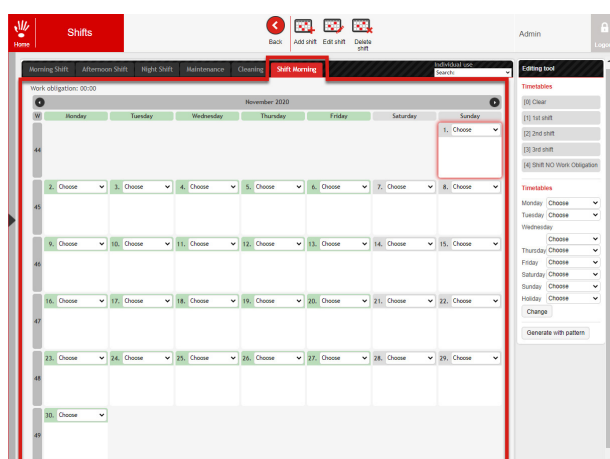 Home
Shifts
Back
Add shift
Edit shift
Delete shift
Admin
Morning Shift
Afternoon Shift
Night Shift
Maintenance
Cleaning
Shift Morning
Individual use
Search:
Work obligation: 00:00
November 2020
W Monday Tuesday Wednesday Thursday Friday Saturday Sunday
44
1. Choose
45
2. Choose 3. Choose 4. Choose 5. Choose 6. Choose 7. Choose 8. Choose
46
9. Choose 10. Choose 11. Choose 12. Choose 13. Choose 14. Choose 15. Choose
47
16. Choose 17. Choose 18. Choose 19. Choose 20. Choose 21. Choose 22. Choose
48
23. Choose 24. Choose 25. Choose 26. Choose 27. Choose 28. Choose 29. Choose
49
30. Choose
Editing tool
Timetables
[0] Clear
[1] 1st shift
[2] 2nd shift
[3] 3rd shift
[4] Shift NO Work Obligation
Timetables
Monday Choose
Tuesday Choose
Wednesday
Choose
Thursday Choose
Friday Choose
Saturday Choose
Sunday Choose
Holiday Choose
Change
Generate with pattern